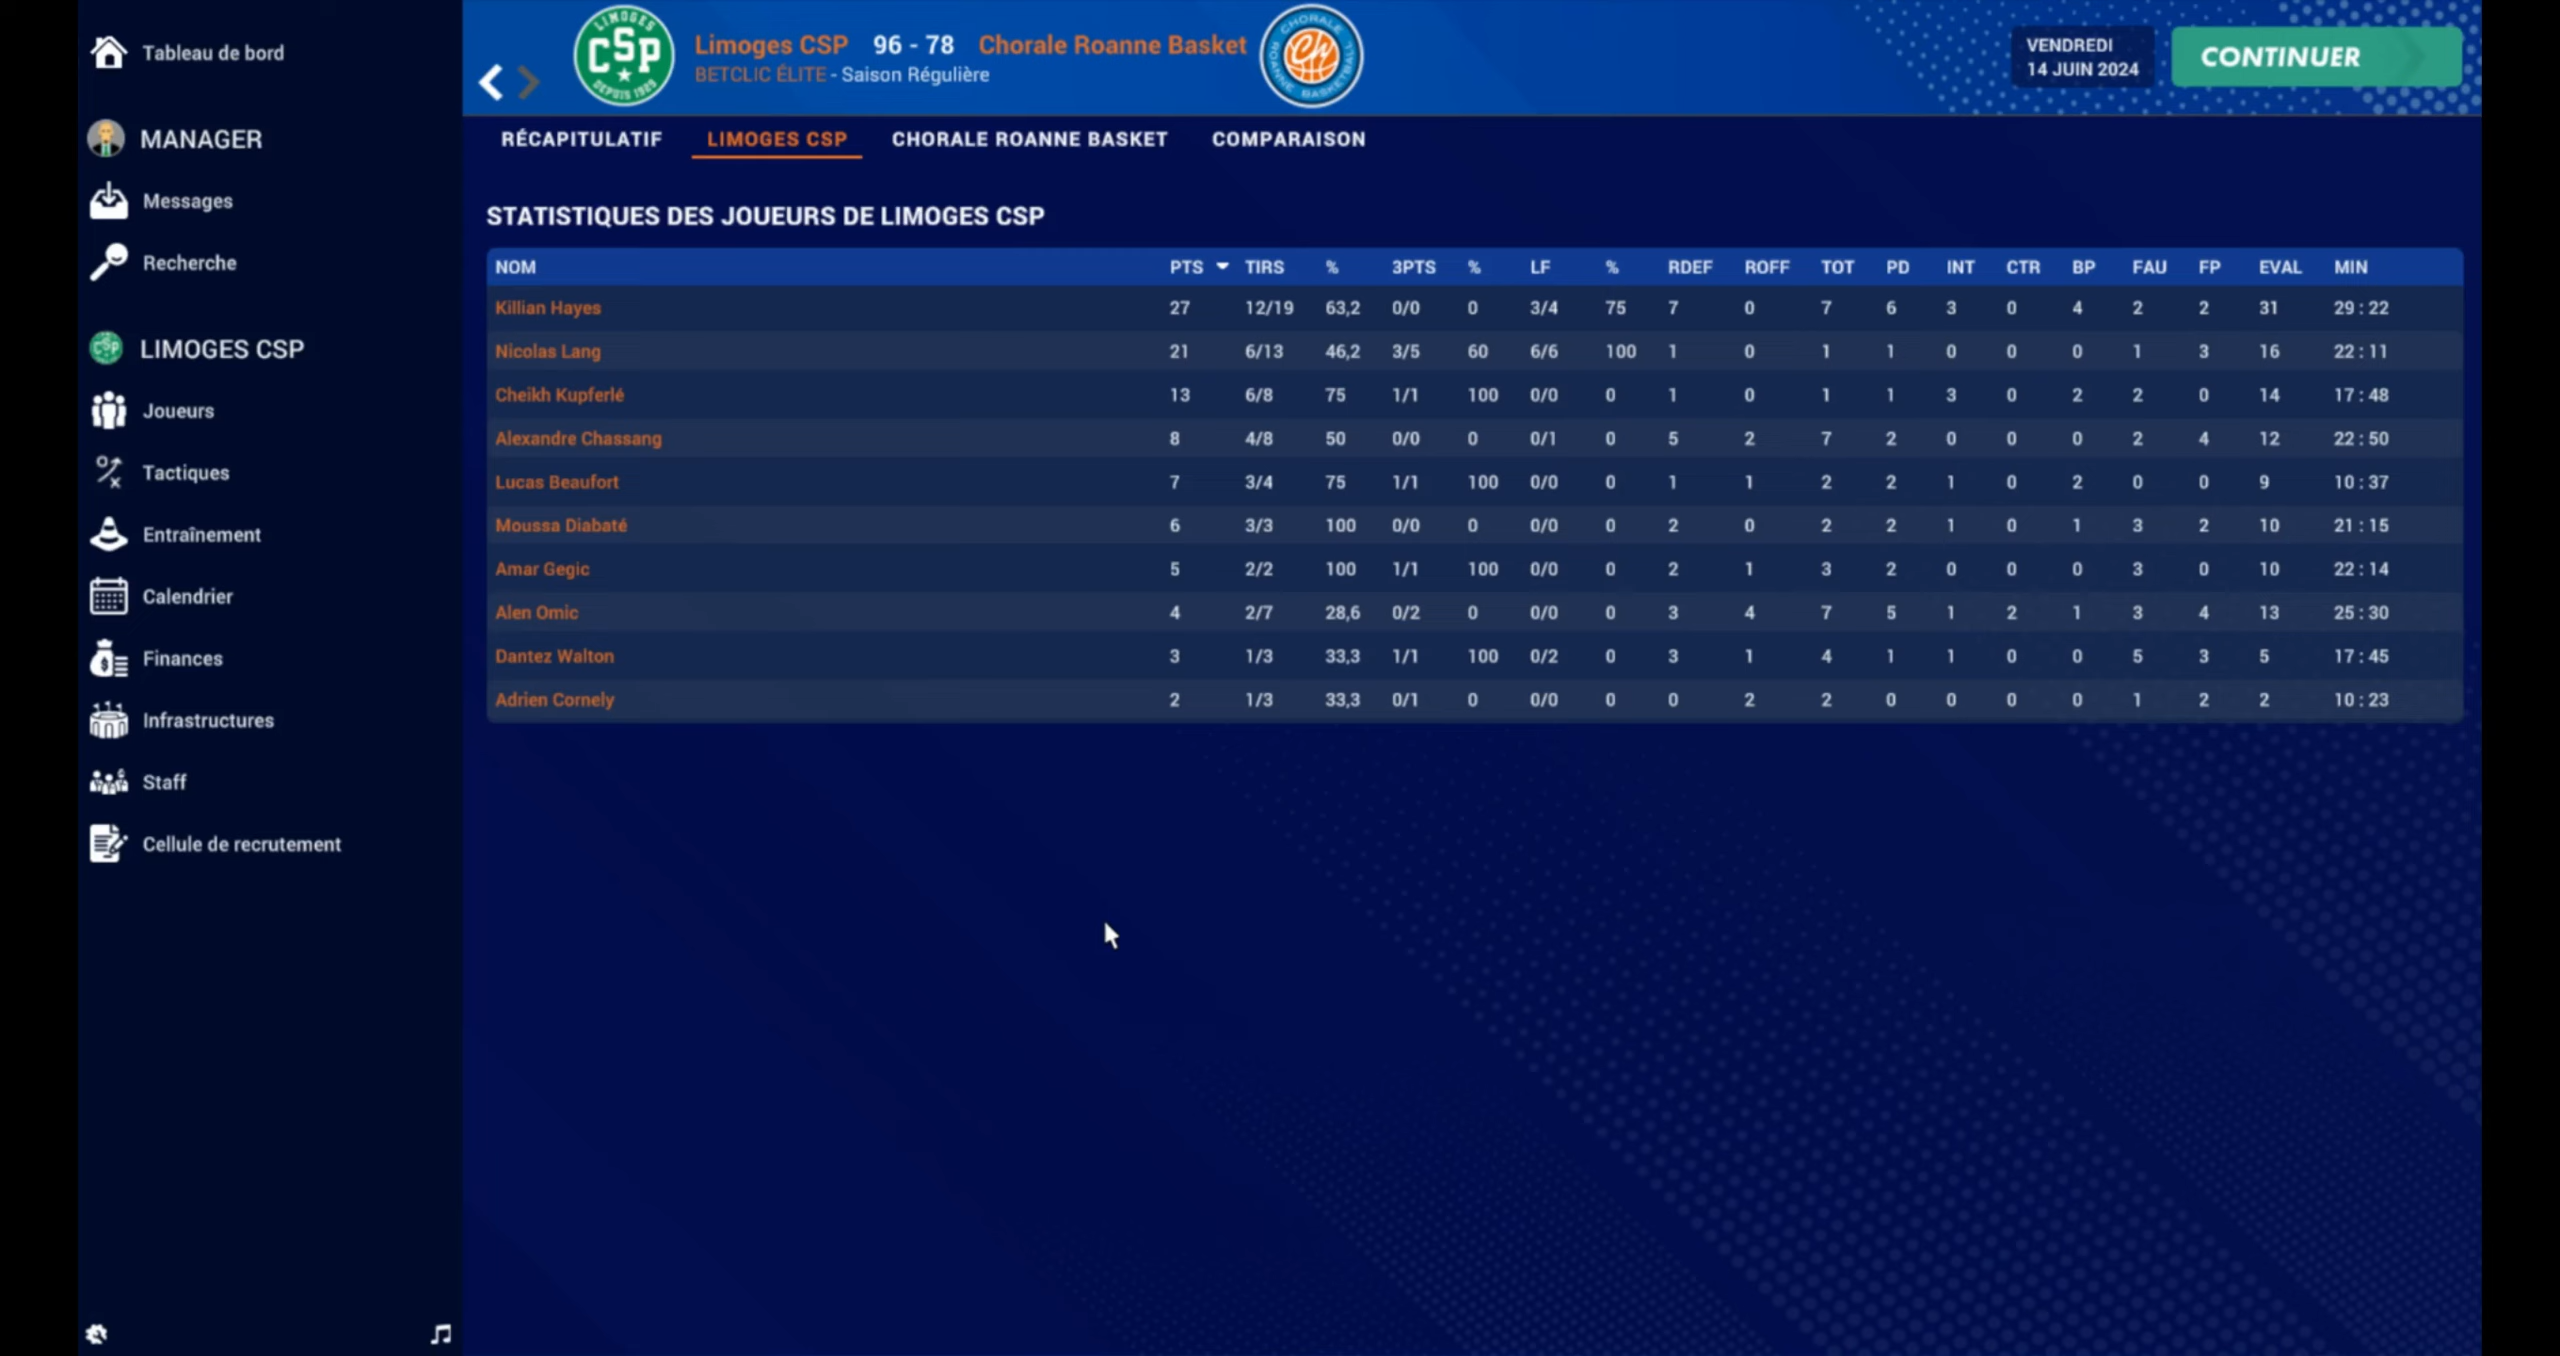 Tableau de bord
MANAGER
Messages
Recherche
LIMOGES CSP
Joueurs
Tactiques
Entraînement
Calendrier
Finances
Infrastructures
Staff
Cellule de recrutement
LIMOGES
CSP
DEPUIS 1929
Limoges CSP 96 - 78 Chorale Roanne Basket
BETCLIC ÉLITE - Saison Régulière
CHORALE
ROANNE BASKETBALL
VENDREDI
14 JUIN 2024
CONTINUER
RÉCAPITULATIF LIMOGES CSP CHORALE ROANNE BASKET COMPARAISON
STATISTIQUES DES JOUEURS DE LIMOGES CSP
NOM PTS TIRS % 3PTS % LF % RDEF ROFF TOT PD INT CTR BP FAU FP EVAL MIN
Killian Hayes 27 12/19 63,2 0/0 0 3/4 75 7 0 7 6 3 0 4 2 2 31 29 : 22
Nicolas Lang 21 6/13 46,2 3/5 60 6/6 100 1 0 1 1 0 0 0 1 3 16 22 : 11
Cheikh Kupferlé 13 6/8 75 1/1 100 0/0 0 1 0 1 1 3 0 2 2 0 14 17 : 48
Alexandre Chassang 8 4/8 50 0/0 0 0/1 0 5 2 7 2 0 0 0 2 4 12 22 : 50
Lucas Beaufort 7 3/4 75 1/1 100 0/0 0 1 1 2 2 1 0 2 0 0 9 10 : 37
Moussa Diabaté 6 3/3 100 0/0 0 0/0 0 2 0 2 2 1 0 1 3 2 10 21 : 15
Amar Gegic 5 2/2 100 1/1 100 0/0 0 2 1 3 2 0 0 0 3 0 10 22 : 14
Alen Omic 4 2/7 28,6 0/2 0 0/0 0 3 4 7 5 1 2 1 3 4 13 25 : 30
Dantez Walton 3 1/3 33,3 1/1 100 0/2 0 3 1 4 1 1 0 0 5 3 5 17 : 45
Adrien Cornely 2 1/3 33,3 0/1 0 0/0 0 0 2 2 0 0 0 0 1 2 2 10 : 23